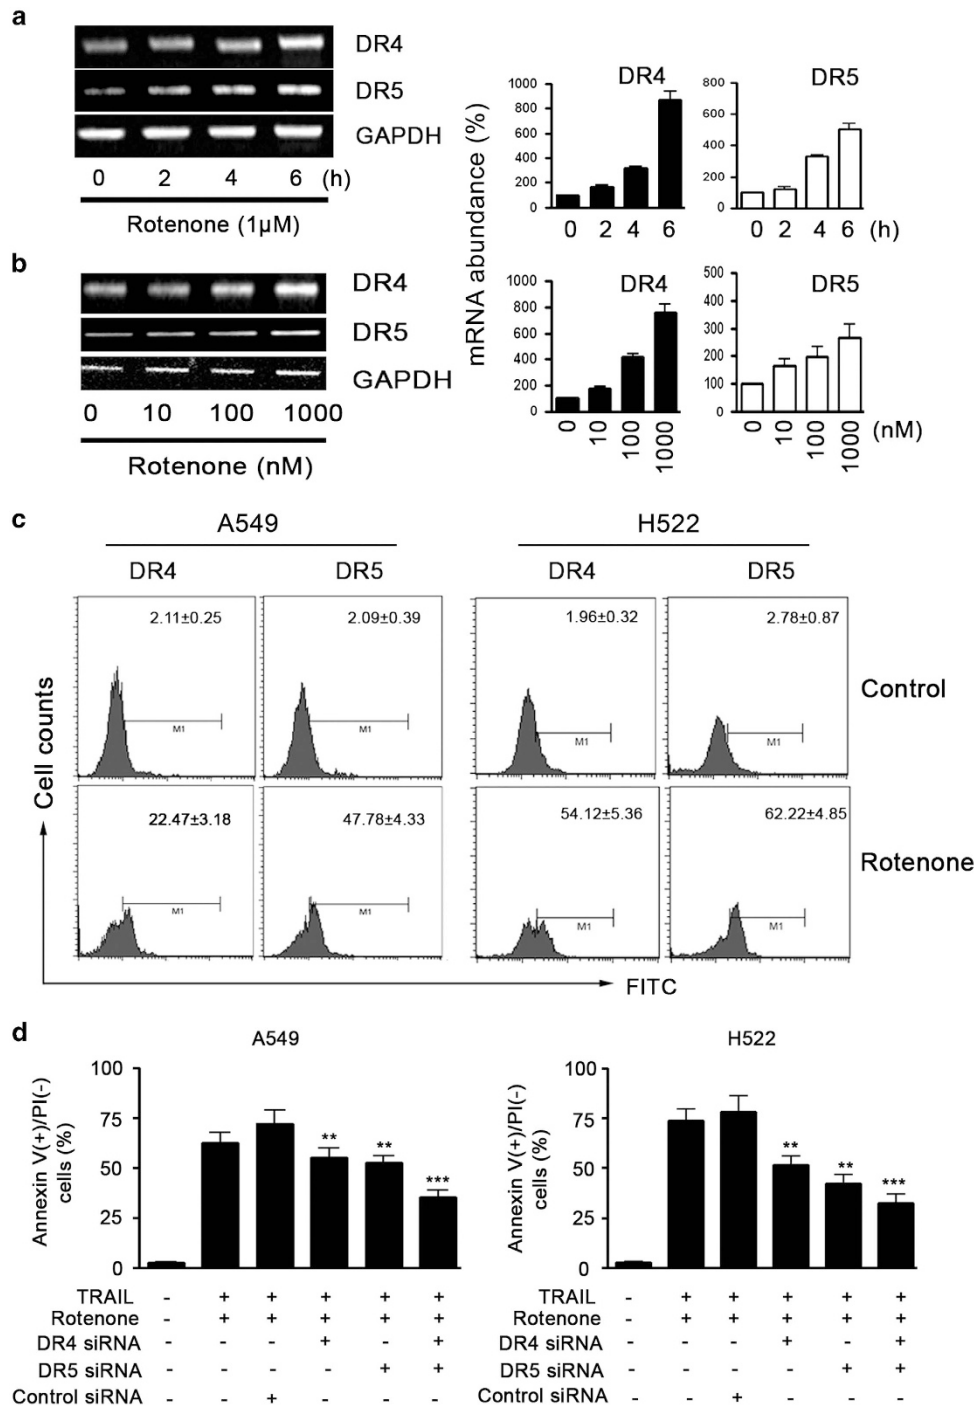 a
DR4
DR5
GAPDH
0 2 4 6 (h)
Rotenone (1µM)
mRNA abundance (%)
DR4
1000
800
600
400
200
0
0 2 4 6
DR5
800
600
400
200
0
0 2 4 6 (h)
b
DR4
DR5
GAPDH
0 10 100 1000
Rotenone (nM)
DR4
1000
800
600
400
200
0
0 10 100 1000
DR5
500
400
300
200
100
0
0 10 100 1000 (nM)
c
A549 H522
DR4 DR5 DR4 DR5
2.11±0.25 2.09±0.39 1.96±0.32 2.78±0.87
M1 M1 M1 M1
Control
Cell counts
22.47±3.18 47.78±4.33 54.12±5.36 62.22±4.85
M1 M1 M1 M1
Rotenone
FITC
d
A549
Annexin V(+)/PI(-)
cells (%)
100
75
50
25
0
** ** ***
TRAIL - + + + + +
Rotenone - + + + + +
DR4 siRNA - - - + - +
DR5 siRNA - - - - + +
Control siRNA - - + - - -
H522
Annexin V(+)/PI(-)
cells (%)
100
75
50
25
0
** ** ***
TRAIL - + + + + +
Rotenone - + + + + +
DR4 siRNA - - - + - +
DR5 siRNA - - - - + +
Control siRNA - - + - - -